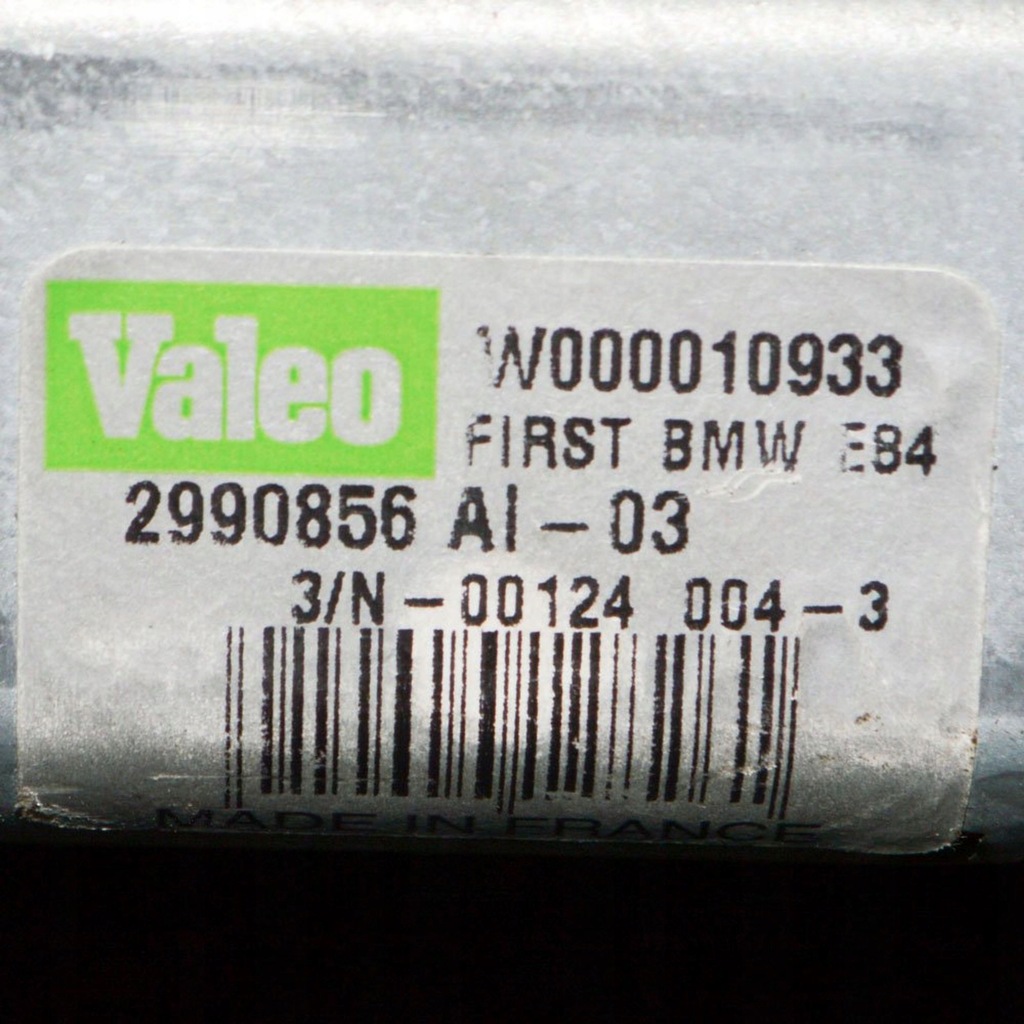 Valeo
W000010933
FIRST BMW E84
2990856 AI - 03
3/N - 00124 004 - 3
MADE IN FRANCE